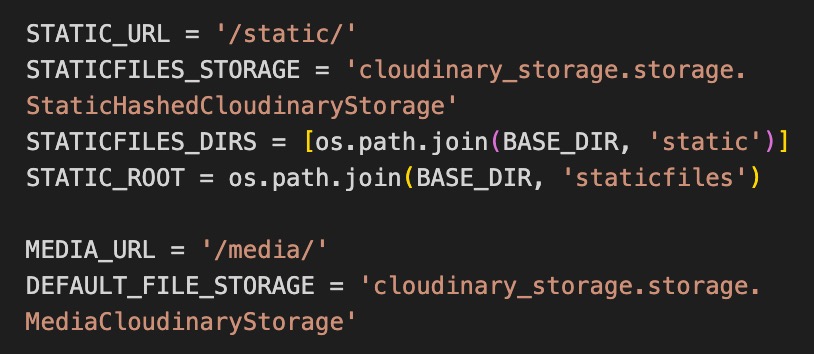 STATIC_URL = '/static/'
STATICFILES_STORAGE = 'cloudinary_storage.storage.
StaticHashedCloudinaryStorage'
STATICFILES_DIRS = [os.path.join(BASE_DIR, 'static')]
STATIC_ROOT = os.path.join(BASE_DIR, 'staticfiles')

MEDIA_URL = '/media/'
DEFAULT_FILE_STORAGE = 'cloudinary_storage.storage.
MediaCloudinaryStorage'